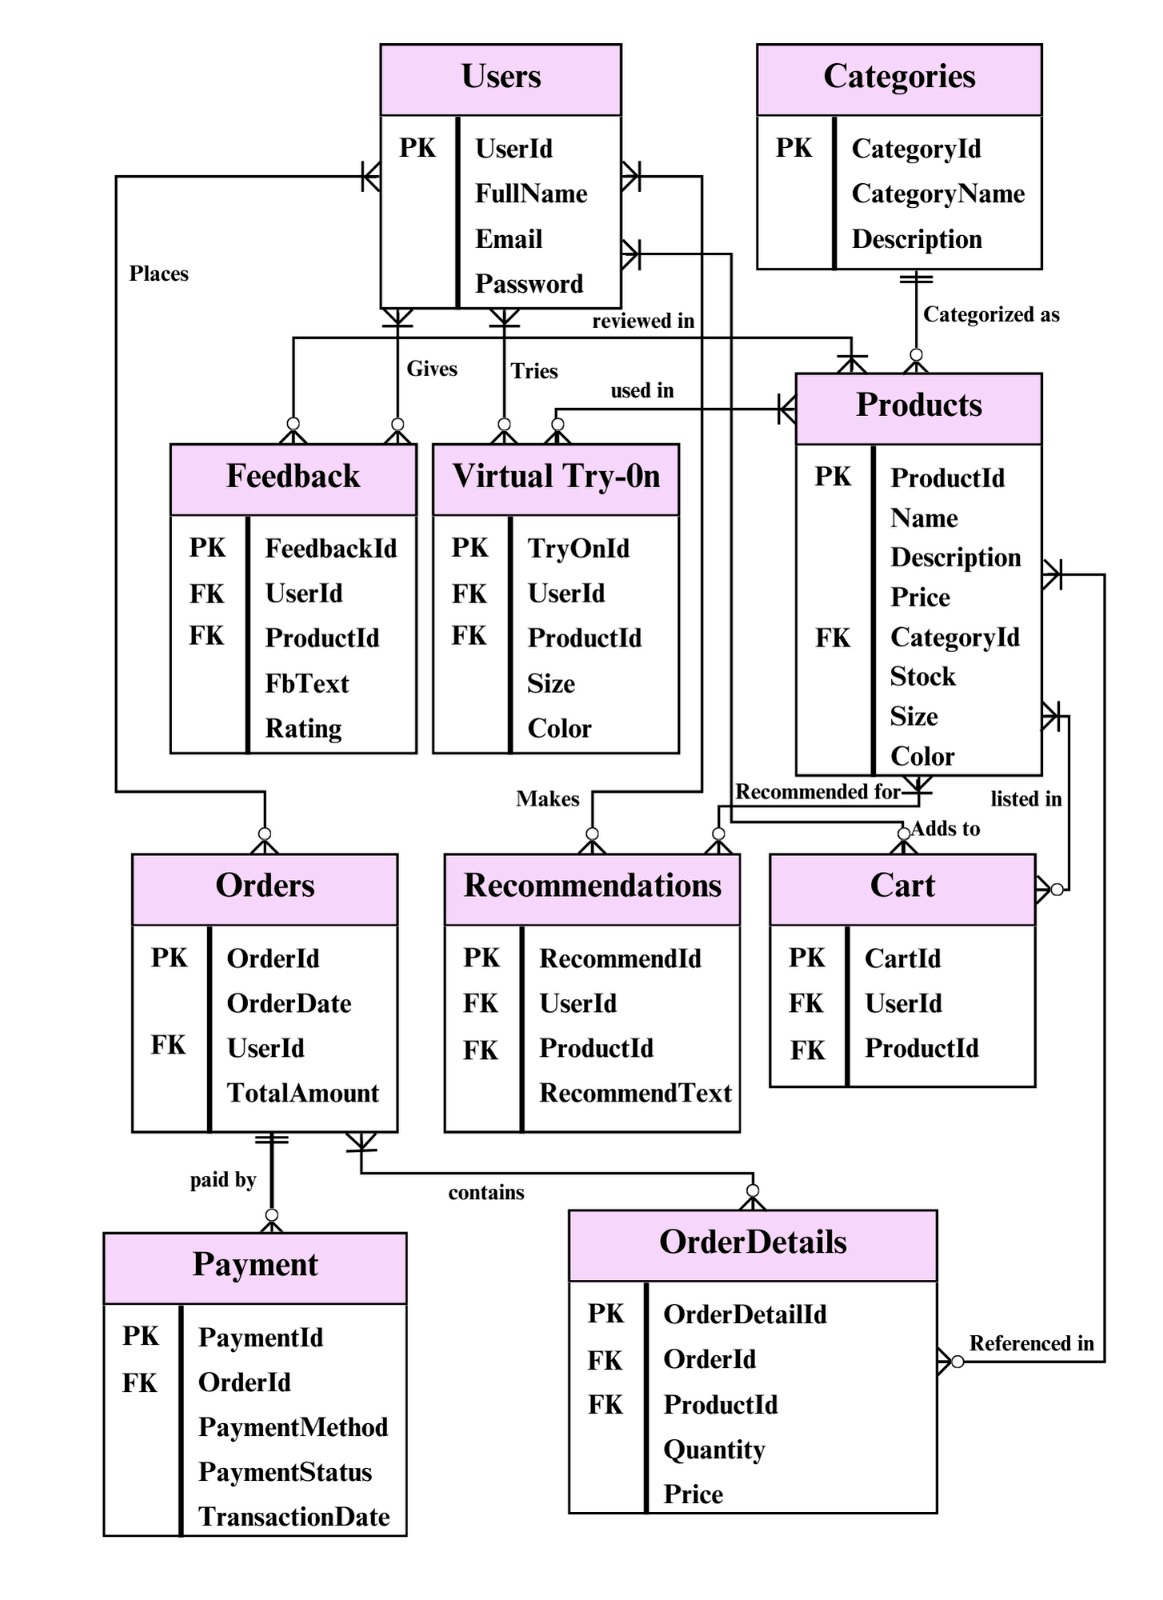 Users
PK UserId
FullName
Email
Password
Categories
PK CategoryId
CategoryName
Description
Places
reviewed in
Categorized as
Gives
Tries
used in
Products
PK ProductId
Name
Description
Price
FK CategoryId
Stock
Size
Color
Feedback
PK FeedbackId
FK UserId
FK ProductId
FbText
Rating
Virtual Try-0n
PK TryOnId
FK UserId
FK ProductId
Size
Color
Makes
Recommended for
listed in
Adds to
Orders
PK OrderId
OrderDate
FK UserId
TotalAmount
Recommendations
PK RecommendId
FK UserId
FK ProductId
RecommendText
Cart
PK CartId
FK UserId
FK ProductId
paid by
contains
Payment
PK PaymentId
FK OrderId
PaymentMethod
PaymentStatus
TransactionDate
OrderDetails
PK OrderDetailId
FK OrderId
FK ProductId
Quantity
Price
Referenced in